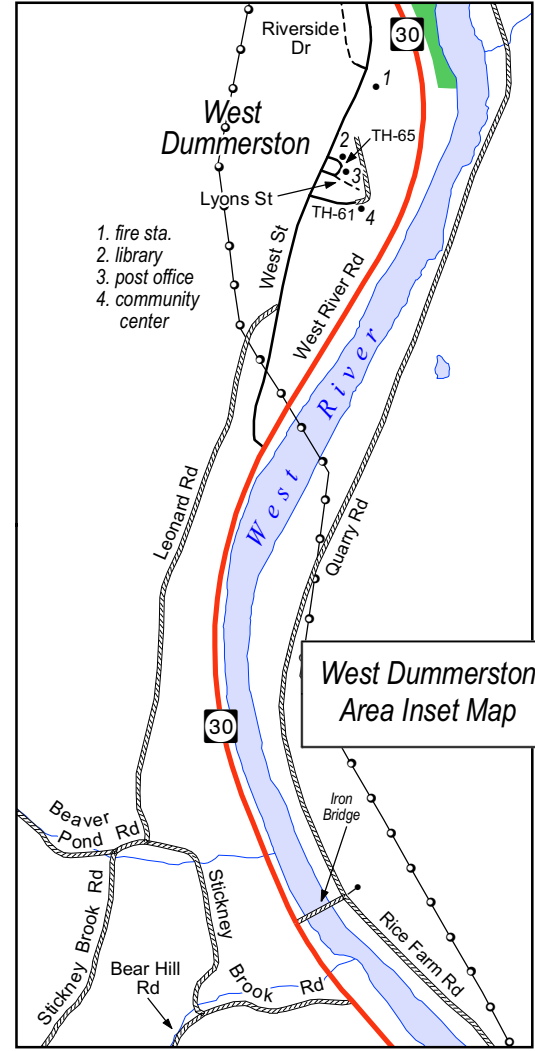 Riverside
Dr
30
1
West
Dummerston
TH-65
2
3
Lyons St
TH-61
4
1. fire sta.
2. library
3. post office
4. community
center
West St
West River Rd
West River
Leonard Rd
Quarry Rd
West Dummerston
Area Inset Map
30
Iron
Bridge
Beaver
Pond Rd
Stickney Brook Rd
Stickney
Brook Rd
Bear Hill
Rd
Rice Farm Rd